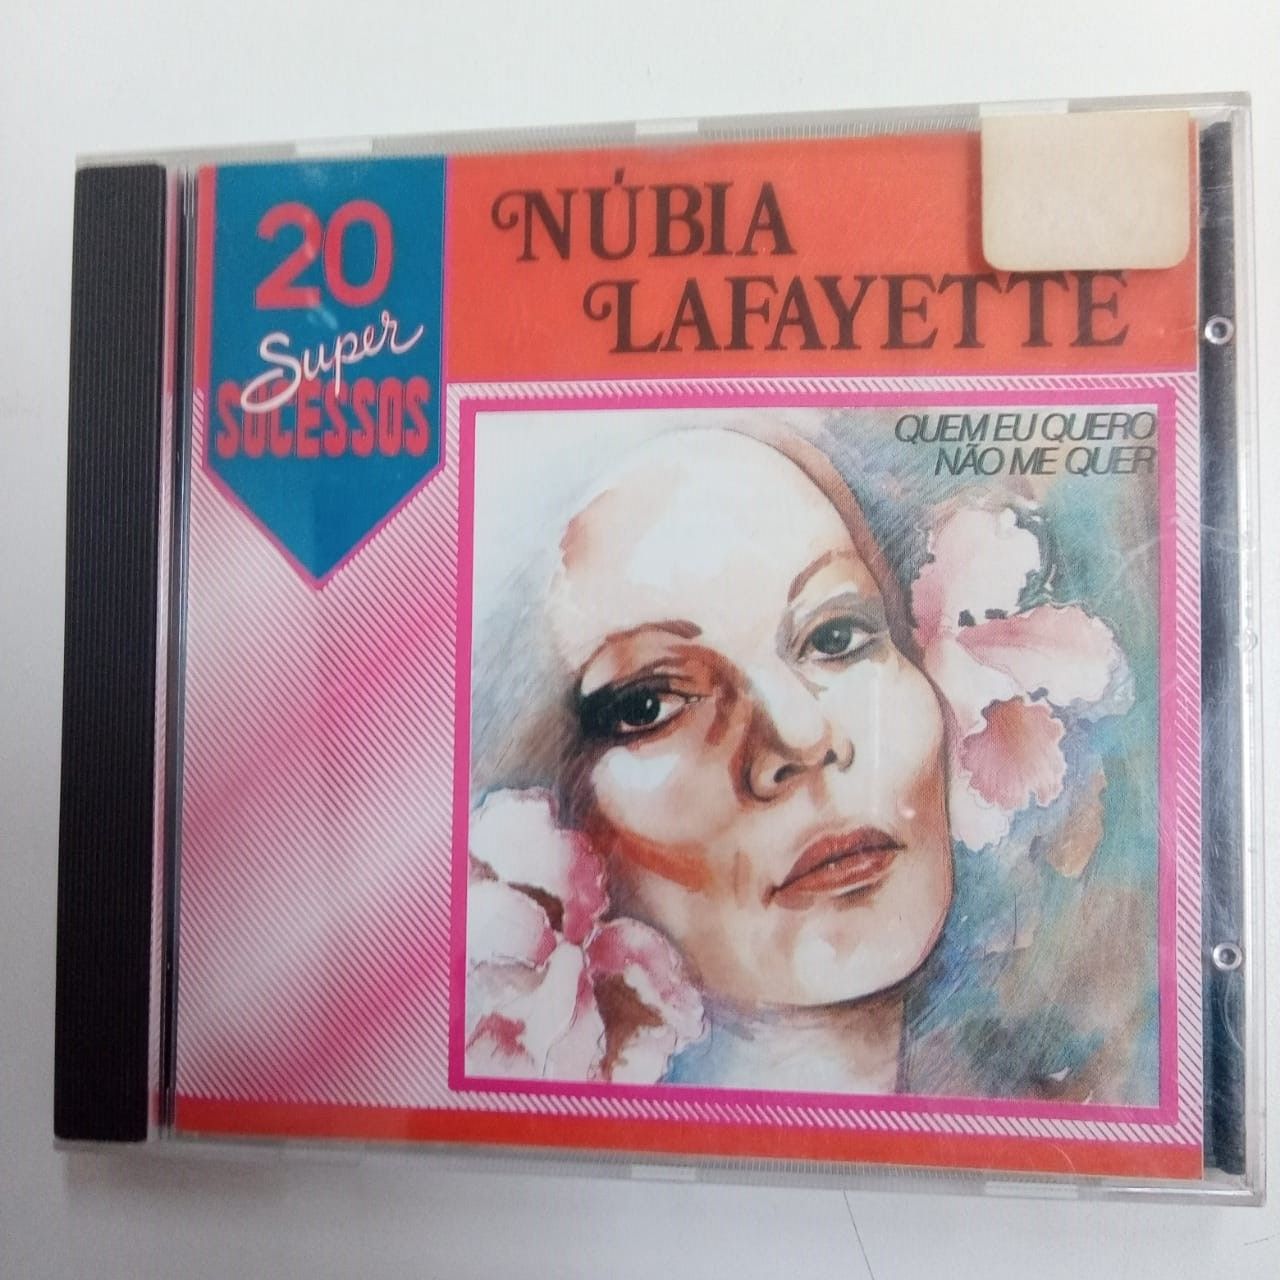 20
Super
SUCESSOS
NÚBIA
LAFAYETTE
QUEM EU QUERO
NÃO ME QUER